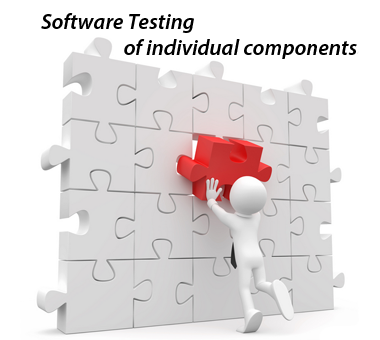 Software Testing
of individual components